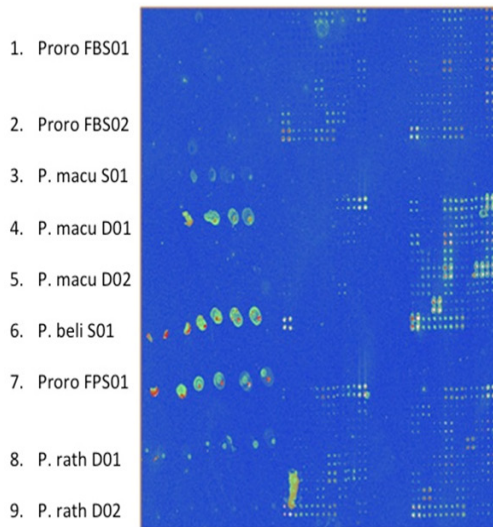 1. Proro FBS01
2. Proro FBS02
3. P. macu S01
4. P. macu D01
5. P. macu D02
6. P. beli S01
7. Proro FPS01
8. P. rath D01
9. P. rath D02